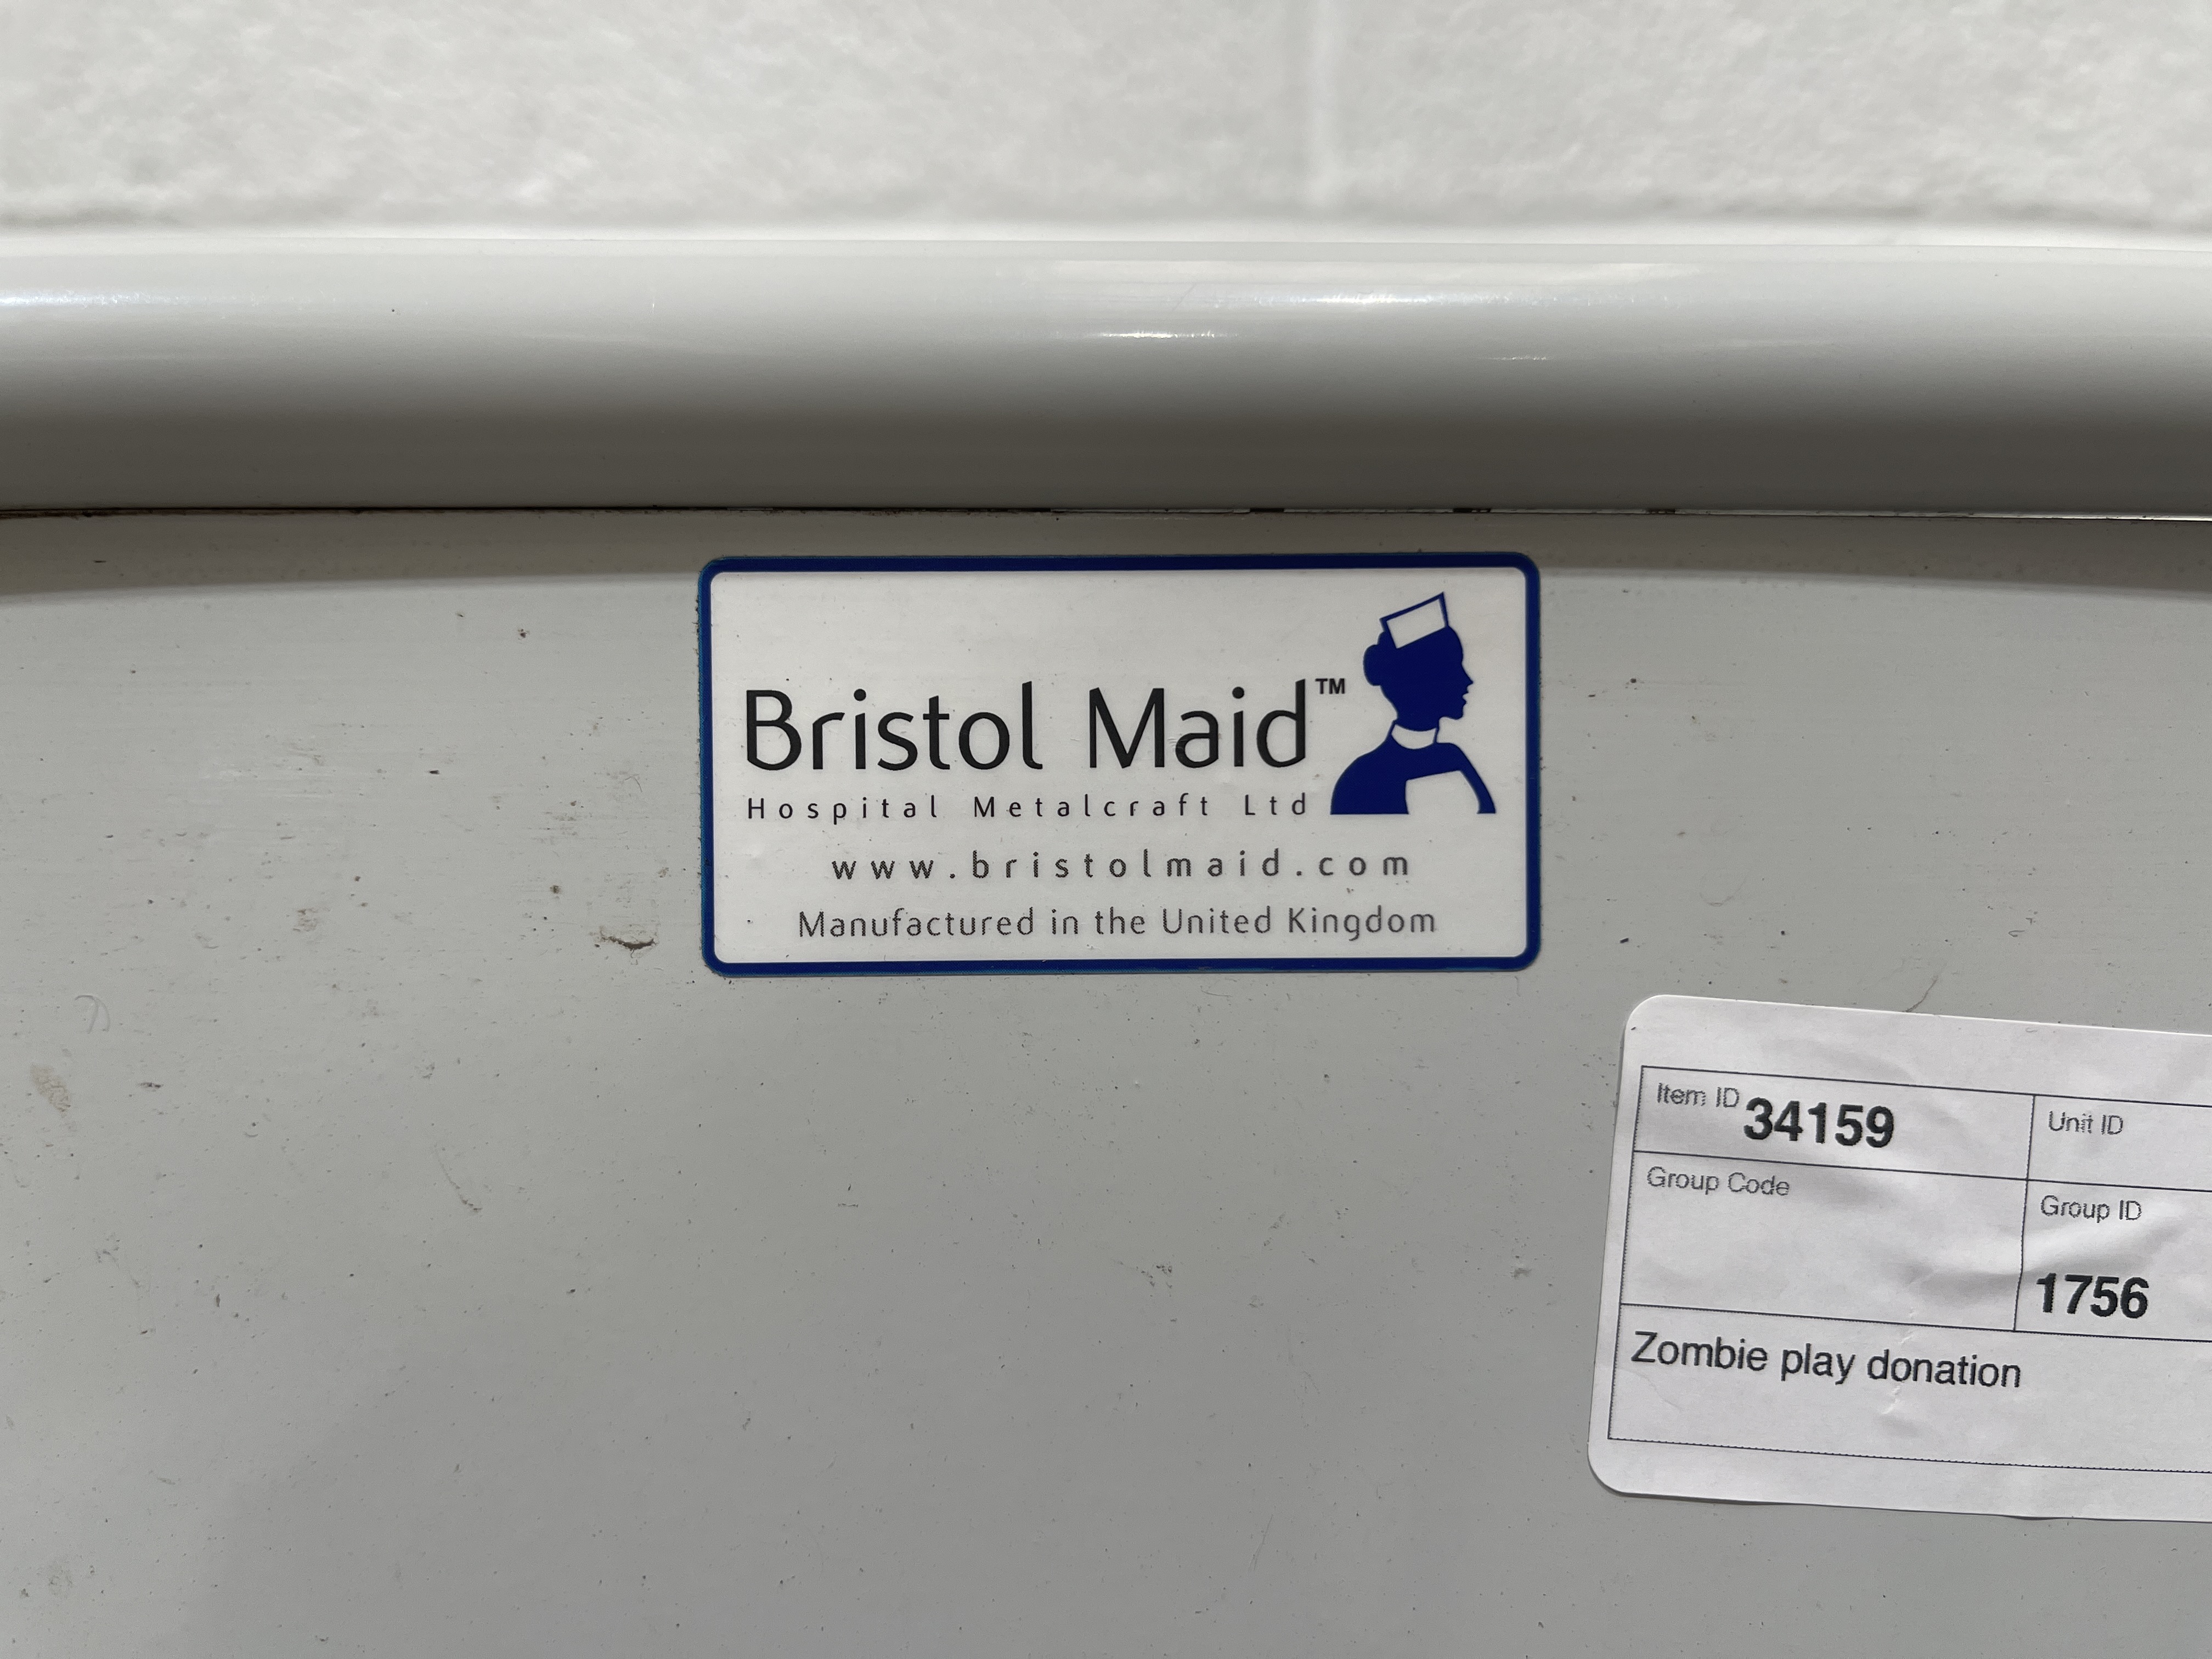 Bristol Maid™
Hospital Metalcraft Ltd
www.bristolmaid.com
Manufactured in the United Kingdom
Item ID 34159 Unit ID
Group Code Group ID
1756
Zombie play donation